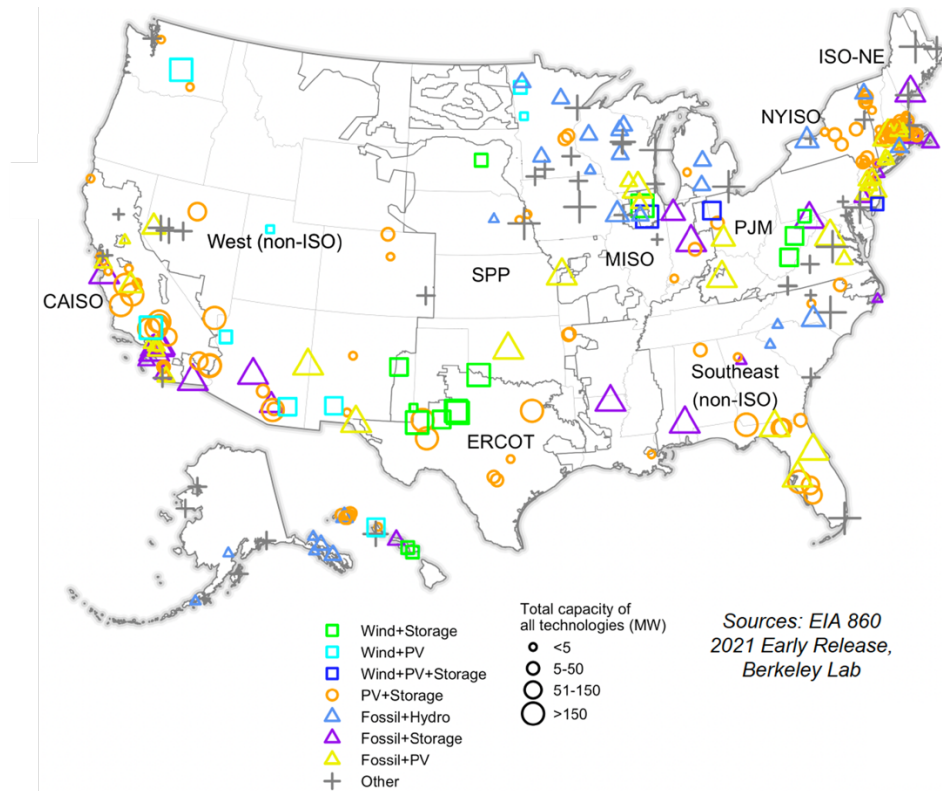 ISO-NE
NYISO
West (non-ISO)
PJM
MISO
SPP
CAISO
Southeast
(non-ISO)
ERCOT
Wind+Storage
Wind+PV
Wind+PV+Storage
PV+Storage
Fossil+Hydro
Fossil+Storage
Fossil+PV
Other
Total capacity of
all technologies (MW)
<5
5-50
51-150
>150
Sources: EIA 860
2021 Early Release,
Berkeley Lab